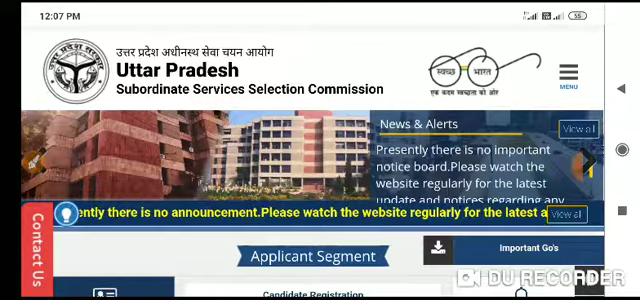 12:07 PM
55
उत्तर प्रदेश अधीनस्थ सेवा चयन आयोग
Uttar Pradesh
Subordinate Services Selection Commission
स्वच्छ भारत
एक कदम स्वच्छता की ओर
MENU
News & Alerts
View all
Presently there is no important
notice board.Please watch the
website regularly for the latest
update and notices regarding any
ently there is no announcement.Please watch the website regularly for the latest a
View all
Contact Us
Applicant Segment
Important Go's
Candidate Registration
DU RECORDER